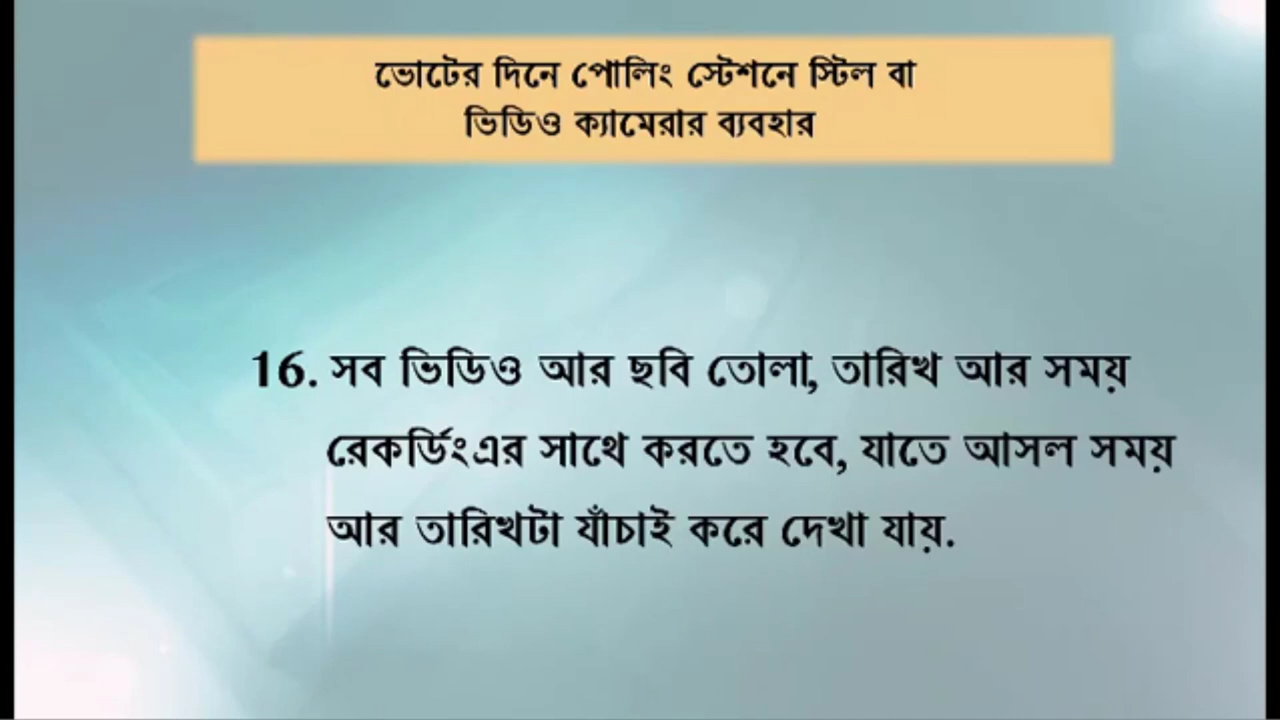 ভোটের দিনে পোলিং স্টেশনে স্টিল বা
ভিডিও ক্যামেরার ব্যবহার
16. সব ভিডিও আর ছবি তোলা, তারিখ আর সময়
রেকর্ডিংএর সাথে করতে হবে, যাতে আসল সময়
আর তারিখটা যাঁচাই করে দেখা যায়.